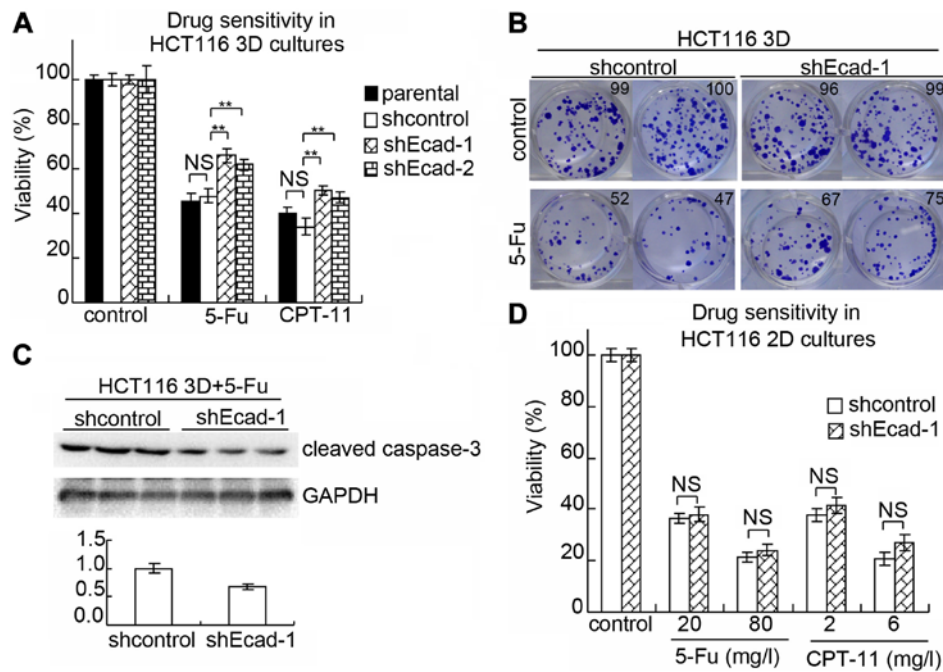 A
Drug sensitivity in
HCT116 3D cultures
Viability (%)
100
80
60
40
20
0
NS
**
**
NS
**
**
parental
shcontrol
shEcad-1
shEcad-2
control
5-Fu
CPT-11
B
HCT116 3D
shcontrol
shEcad-1
control
99
100
96
99
5-Fu
52
47
67
75
C
HCT116 3D+5-Fu
shcontrol
shEcad-1
cleaved caspase-3
GAPDH
1.5
1.0
0.5
0.0
shcontrol
shEcad-1
D
Drug sensitivity in
HCT116 2D cultures
Viability (%)
100
80
60
40
20
0
shcontrol
shEcad-1
NS
NS
NS
NS
control
20
80
2
6
5-Fu (mg/l)
CPT-11 (mg/l)